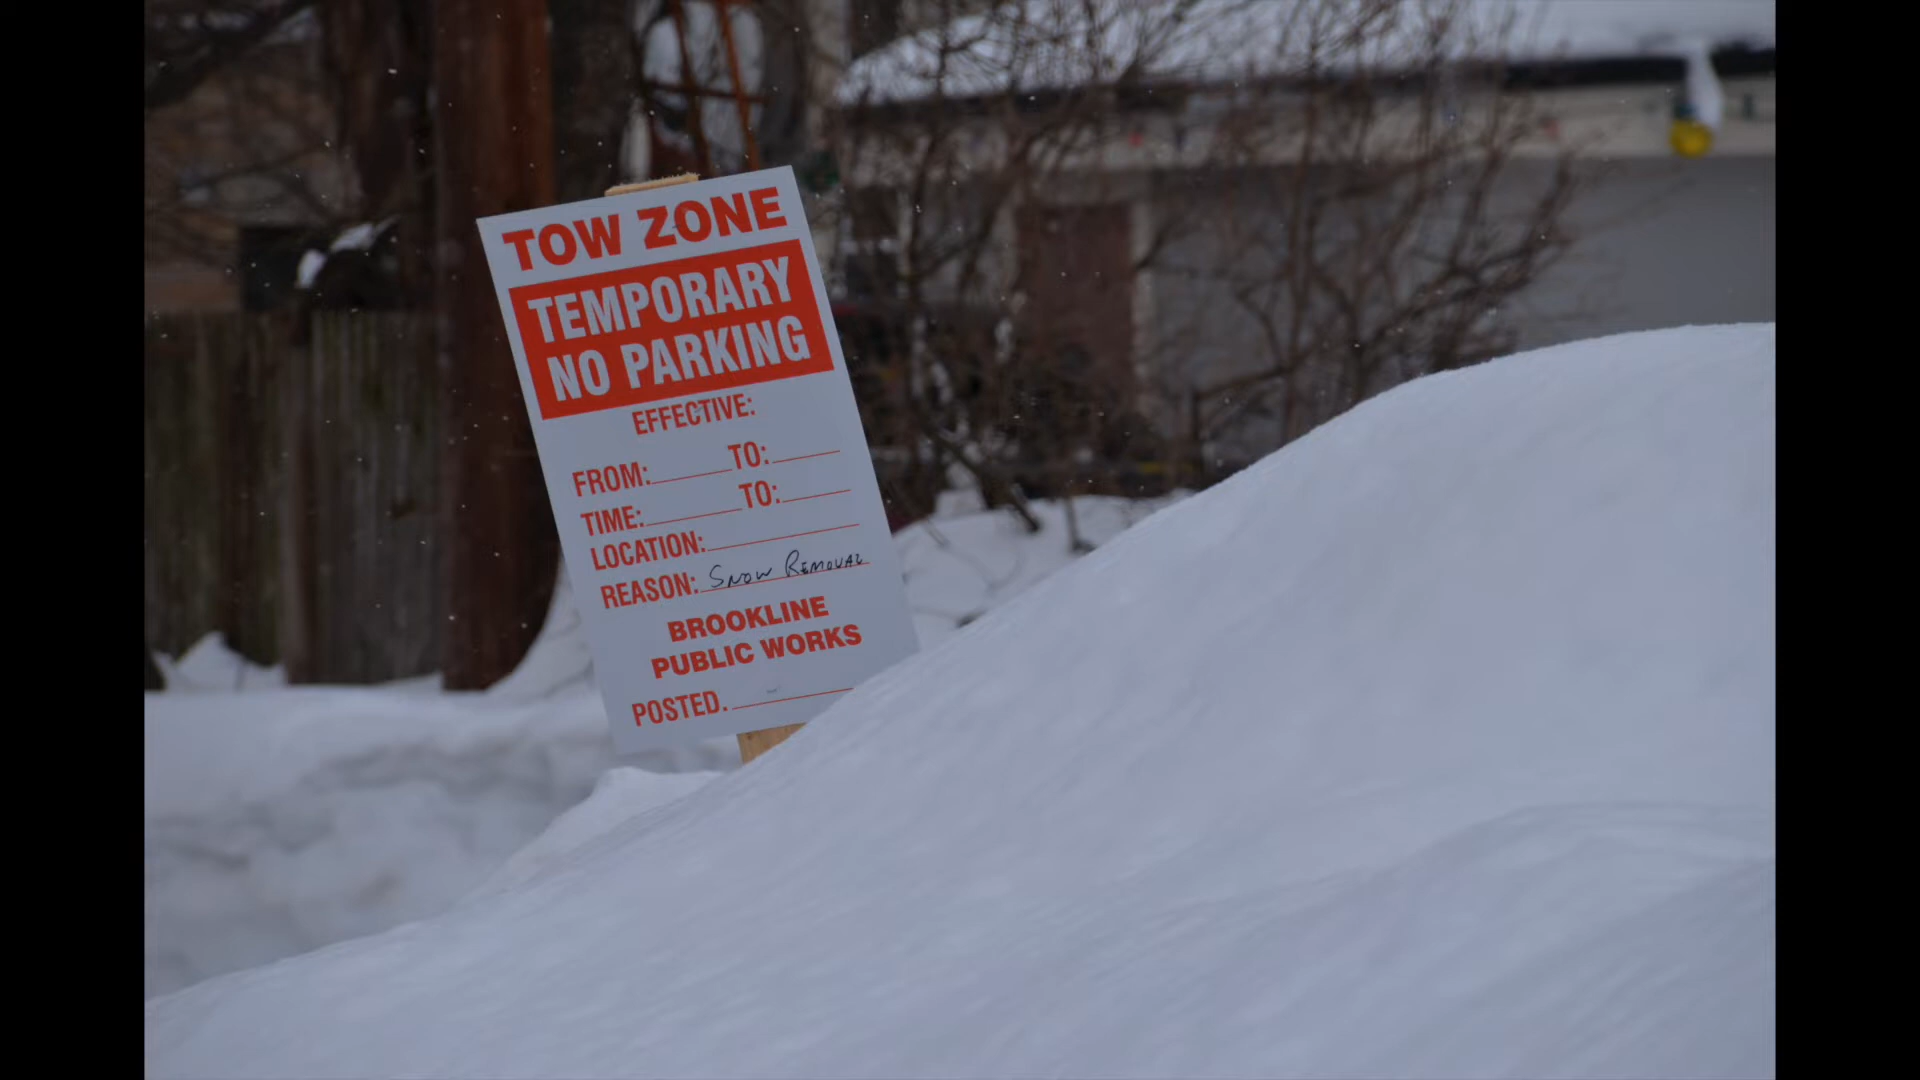 TOW ZONE
TEMPORARY
NO PARKING
EFFECTIVE:
FROM: TO:
TIME: TO:
LOCATION:
REASON: SNOW REMOVAL
BROOKLINE
PUBLIC WORKS
POSTED.